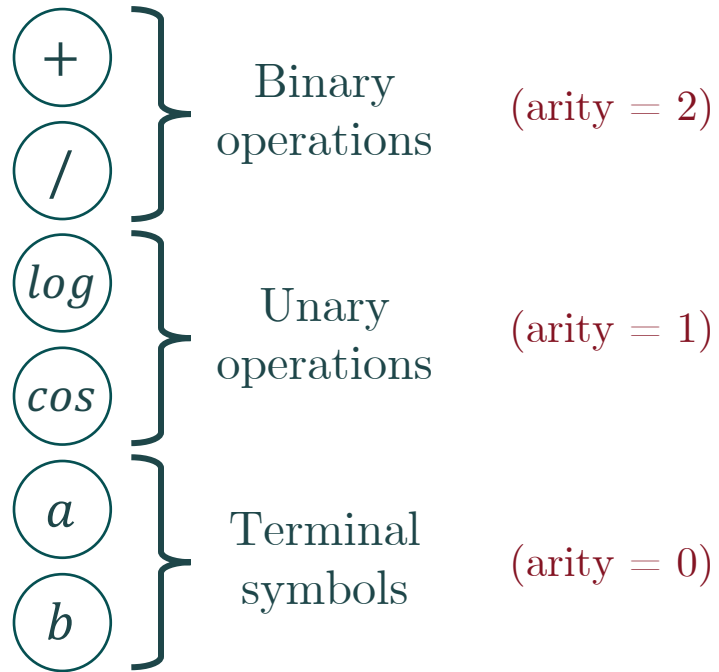 +
Binary
operations
(arity = 2)
/
log
Unary
operations
(arity = 1)
cos
a
Terminal
symbols
(arity = 0)
b